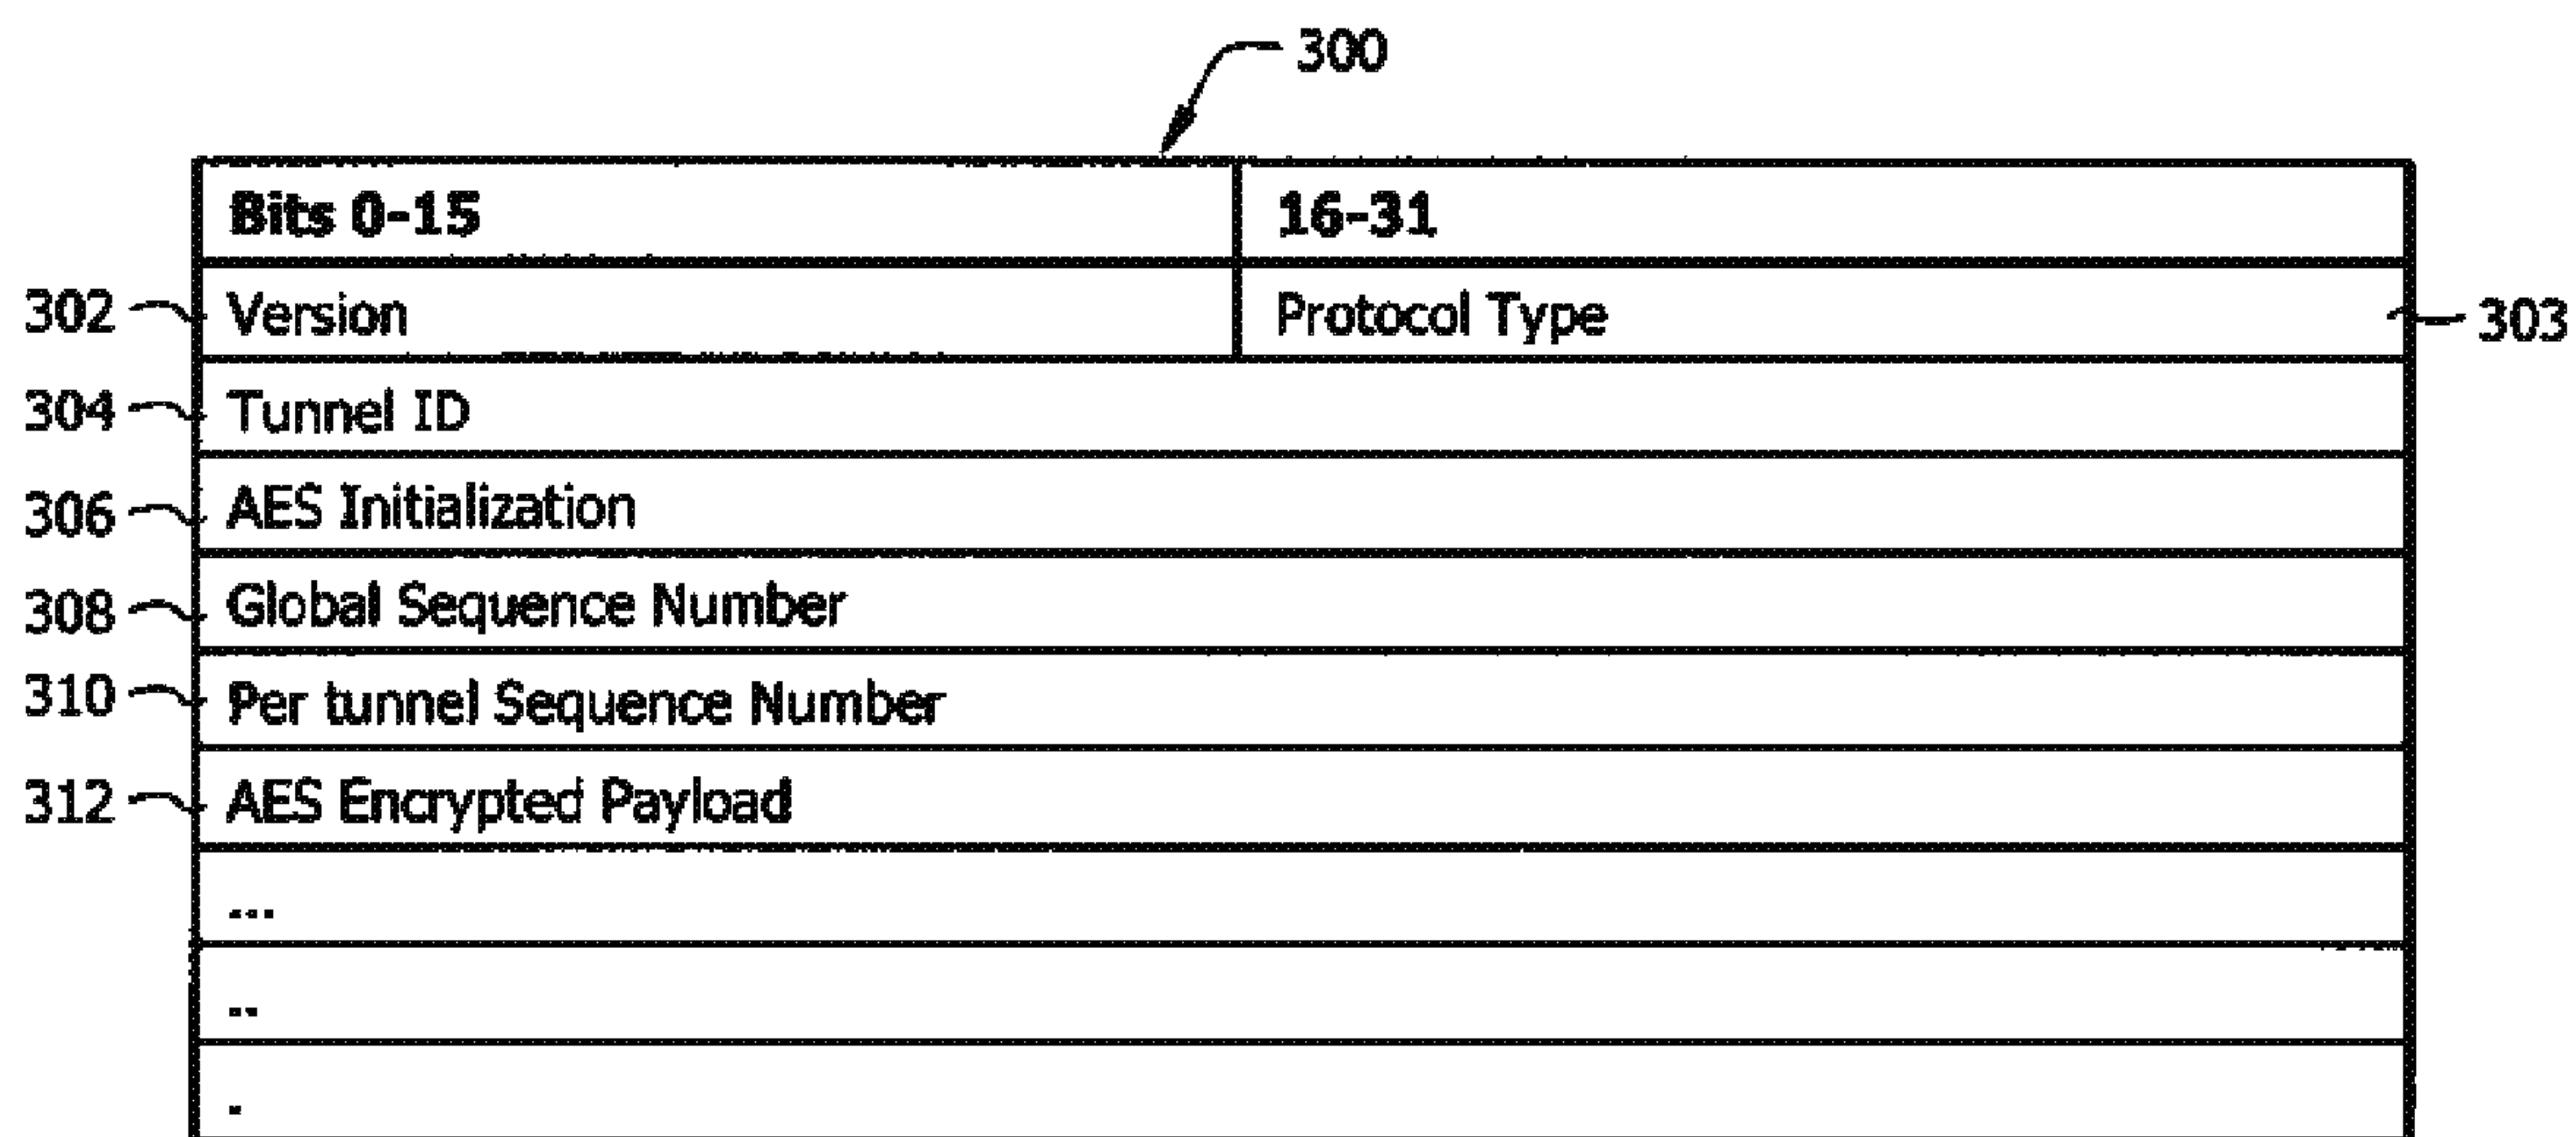 300
Bits 0-15 16-31
302 Version Protocol Type 303
304 Tunnel ID
306 AES Initialization
308 Global Sequence Number
310 Per tunnel Sequence Number
312 AES Encrypted Payload
...
..
.